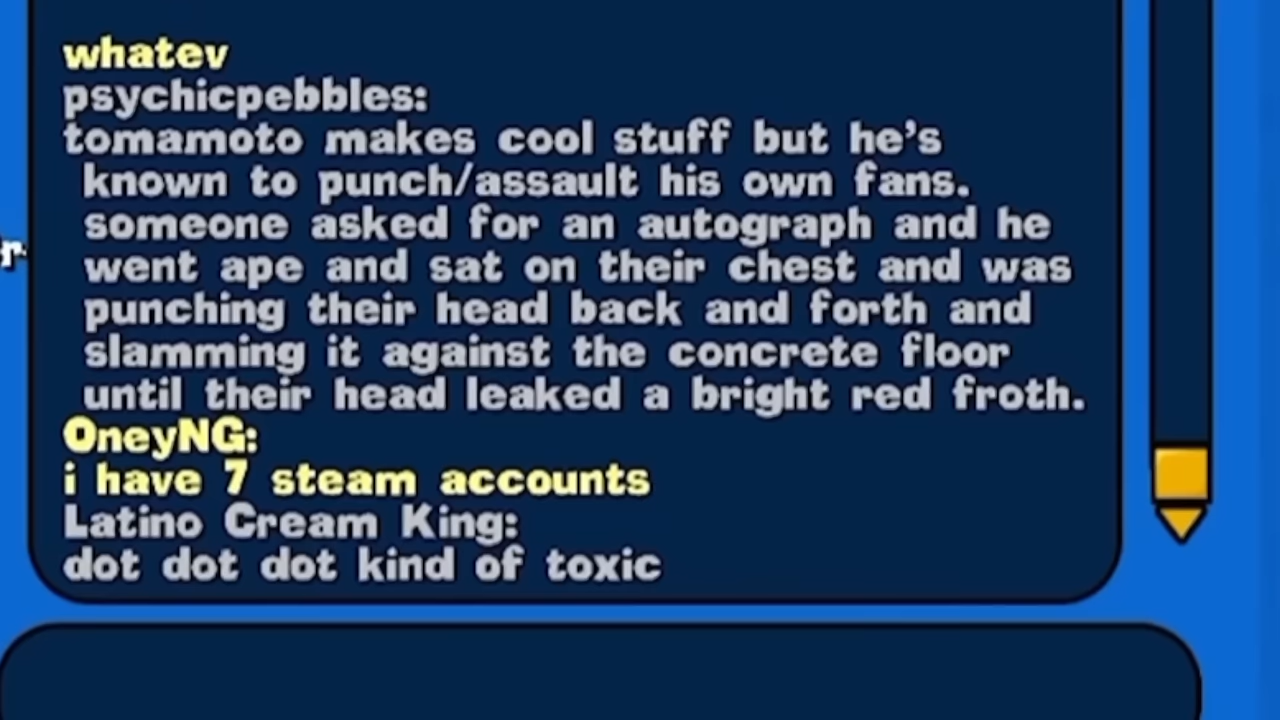 whatev
psychicpebbles:
tomamoto makes cool stuff but he's
known to punch/assault his own fans.
someone asked for an autograph and he
went ape and sat on their chest and was
punching their head back and forth and
slamming it against the concrete floor
until their head leaked a bright red froth.
OneyNG:
i have 7 steam accounts
Latino Cream King:
dot dot dot kind of toxic